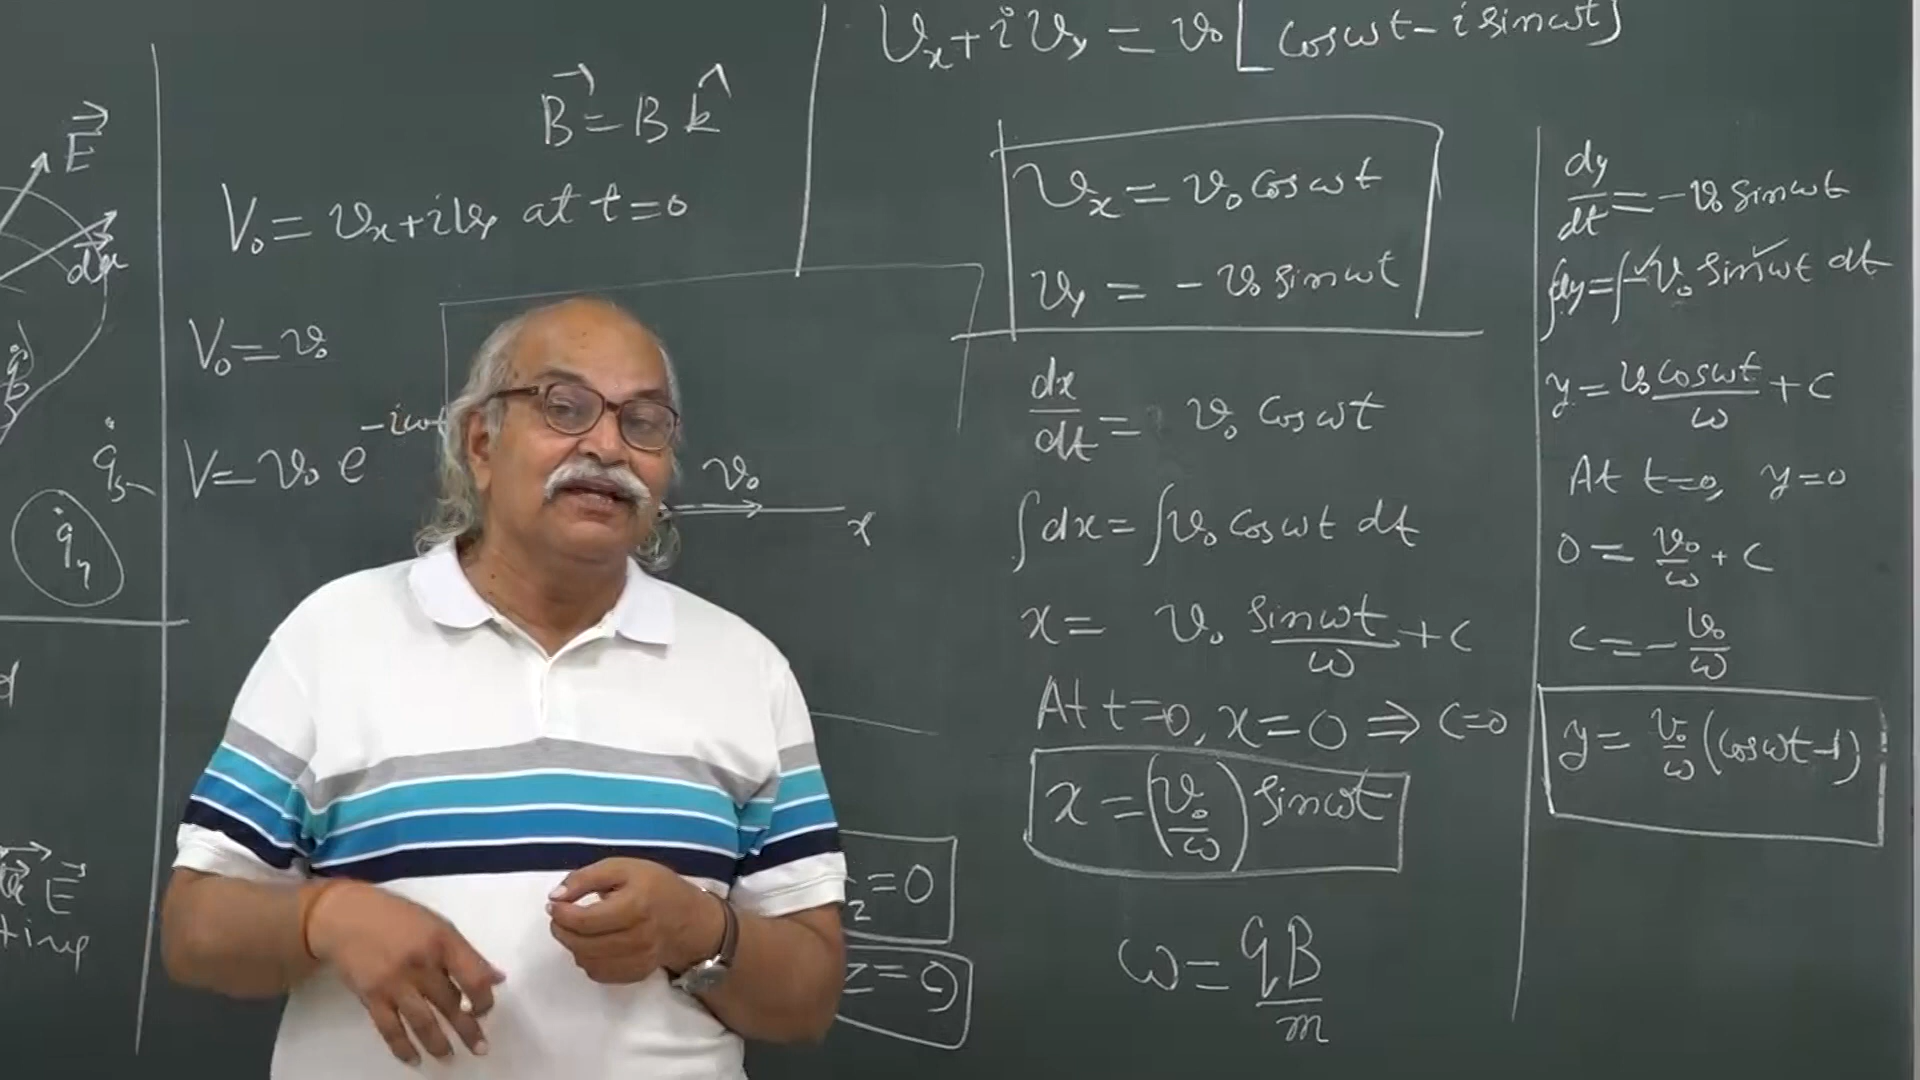 E⃗
da⃗
q5
q7
a⃗ E⃗
B⃗ = B k̂
V₀ = vx + i vy at t = 0
V₀ = v₀
V = v₀ e^{-iωt
v₀
x
z = 0
z = 0
vx + i vy = v₀ [cos ωt - i sin ωt]
vx = v₀ cos ωt
vy = - v₀ sin ωt
dx/dt = v₀ cos ωt
∫dx = ∫v₀ cos ωt dt
x = v₀ sin ωt/ω + c
At t=0, x = 0 ⇒ c=0
x = (v₀/ω) sin ωt
ω = qB/m
dy/dt = - v₀ sin ωt
∫dy = ∫-v₀ sin ωt dt
y = v₀ cos ωt/ω + c
At t=0, y=0
0 = v₀/ω + c
c = - v₀/ω
y = v₀/ω (cos ωt - 1)